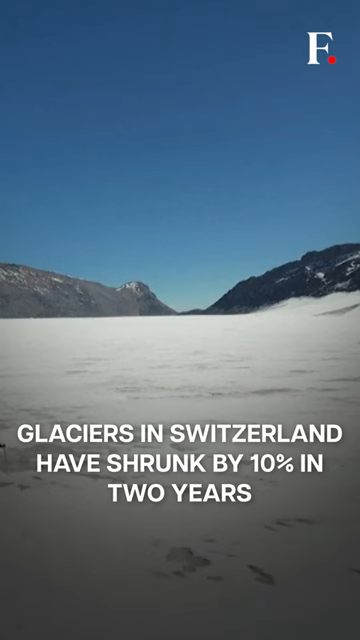 F.
GLACIERS IN SWITZERLAND
HAVE SHRUNK BY 10% IN
TWO YEARS